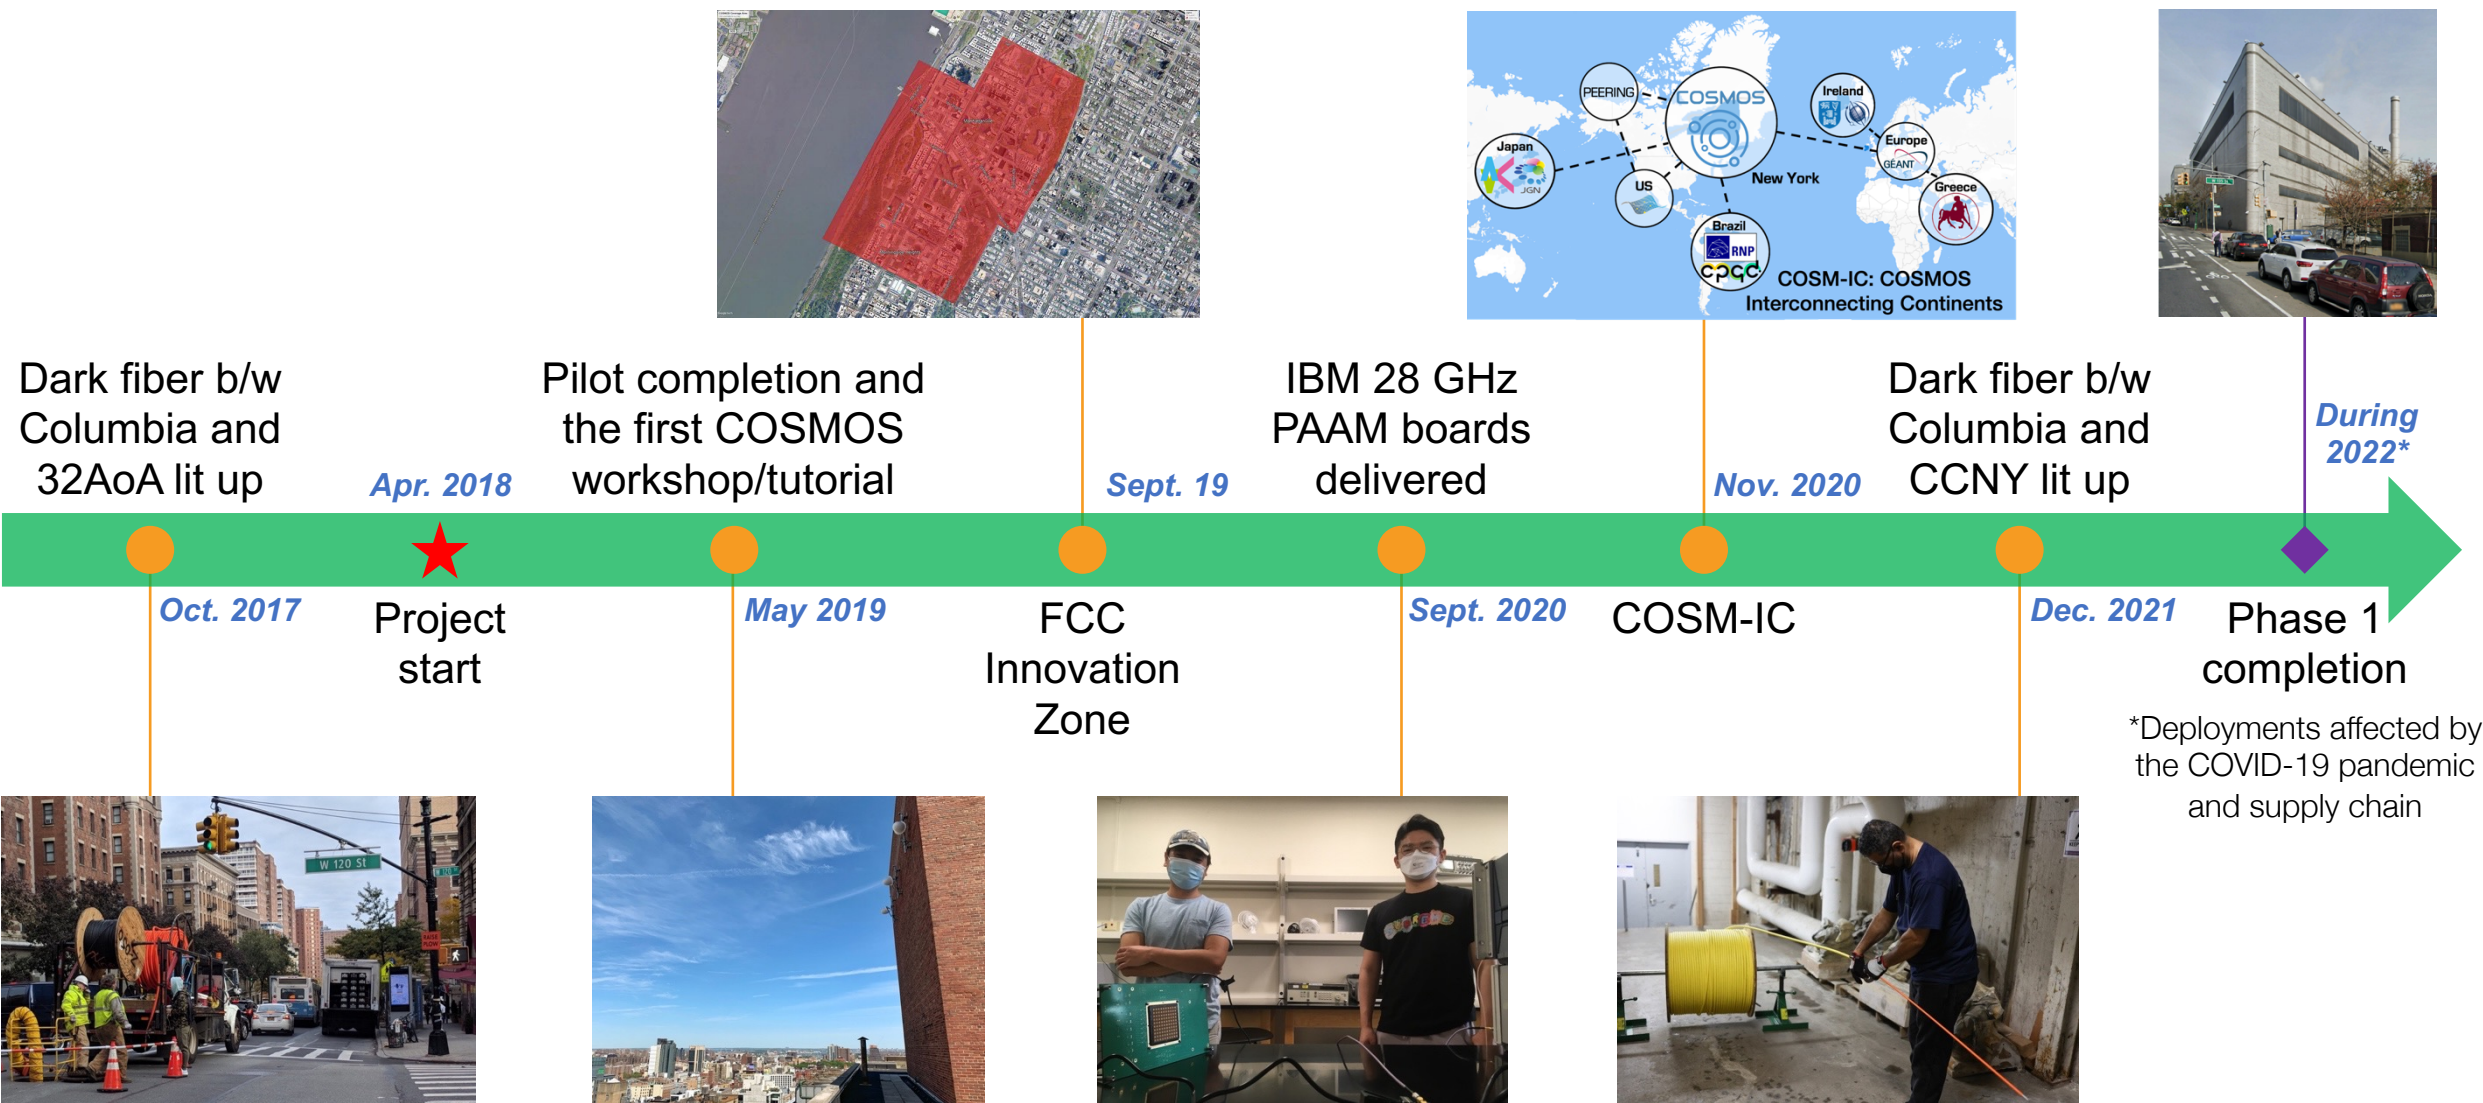 PEERING
COSMOS
Ireland
Japan
JGN
US
New York
Europe
GÉANT
Greece
Brazil
RNP
cpqd
COSM-IC: COSMOS
Interconnecting Continents
Dark fiber b/w
Columbia and
32AoA lit up
Apr. 2018
Pilot completion and
the first COSMOS
workshop/tutorial
Sept. 19
IBM 28 GHz
PAAM boards
delivered
Nov. 2020
Dark fiber b/w
Columbia and
CCNY lit up
During
2022*
Oct. 2017
Project
start
May 2019
FCC
Innovation
Zone
Sept. 2020
COSM-IC
Dec. 2021
Phase 1
completion
*Deployments affected by
the COVID-19 pandemic
and supply chain
W 120 St